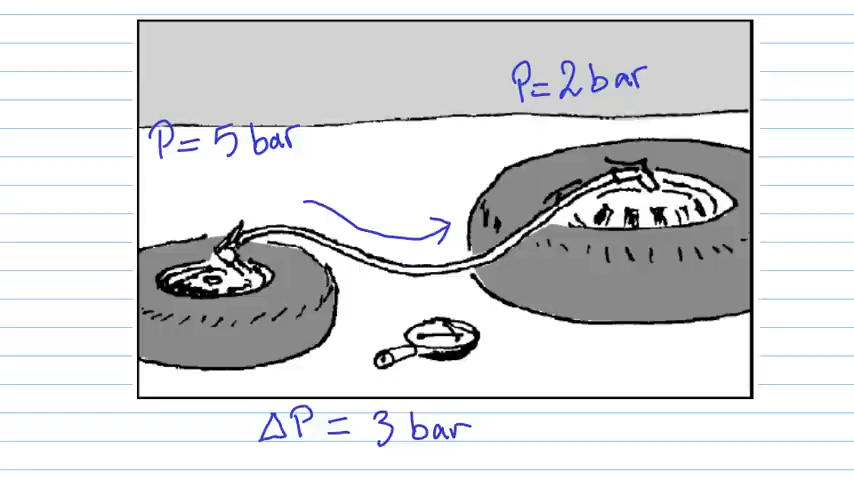 P = 2 bar
P = 5 bar
ΔP = 3 bar